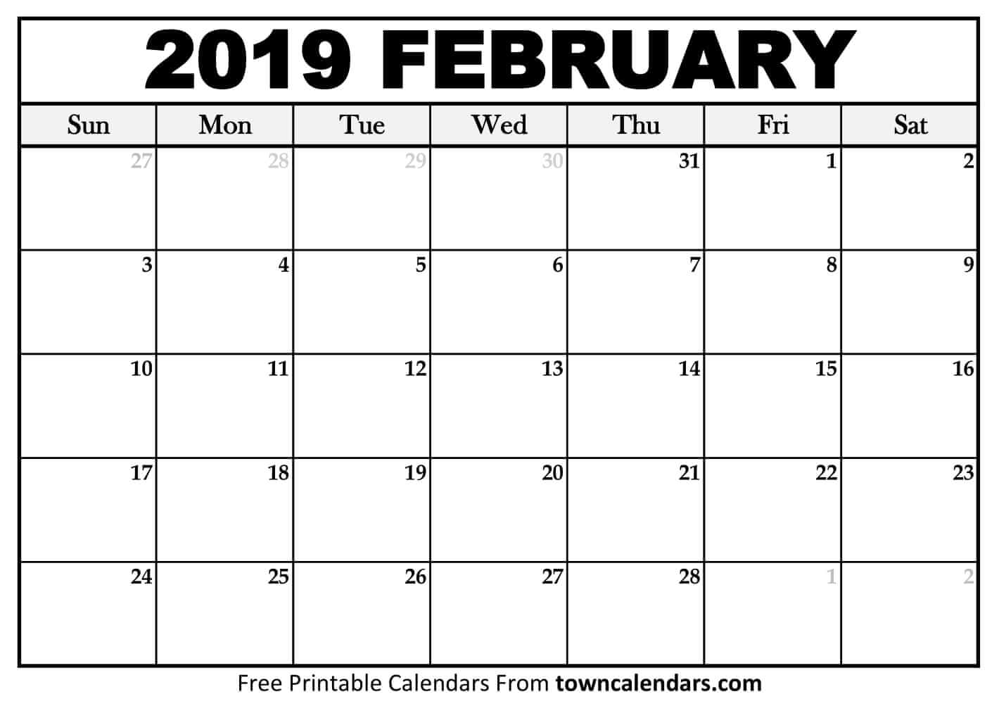 2019 FEBRUARY
Sun Mon Tue Wed Thu Fri Sat
27 28 29 30 31 1 2
3 4 5 6 7 8 9
10 11 12 13 14 15 16
17 18 19 20 21 22 23
24 25 26 27 28 1 2
Free Printable Calendars From towncalendars.com